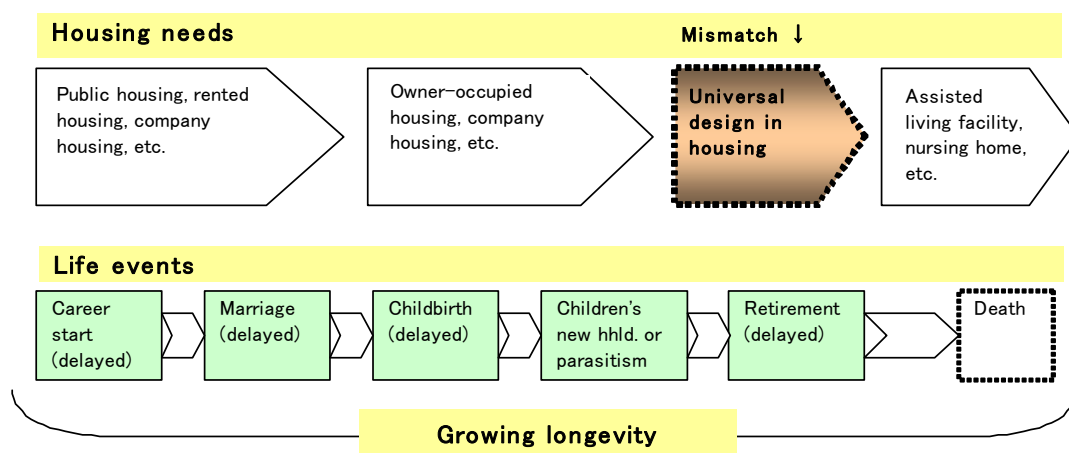 Housing needs
Mismatch ↓
Public housing, rented
housing, company
housing, etc.
Owner-occupied
housing, company
housing, etc.
Universal
design in
housing
Assisted
living facility,
nursing home,
etc.
Life events
Career
start
(delayed)
Marriage
(delayed)
Childbirth
(delayed)
Children's
new hhld. or
parasitism
Retirement
(delayed)
Death
Growing longevity